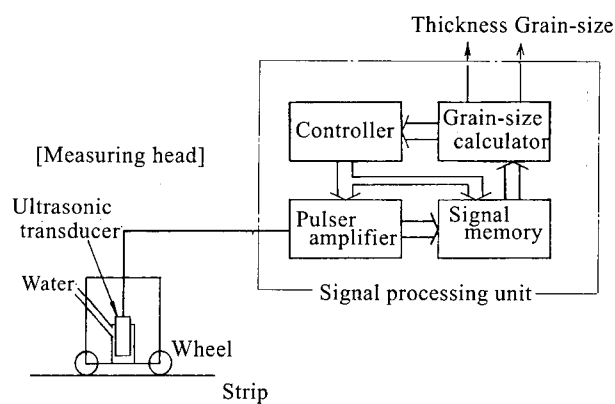 Thickness Grain-size
Controller
Grain-size
calculator
[Measuring head]
Ultrasonic
transducer
Pulser
amplifier
Signal
memory
Water
Signal processing unit
Wheel
Strip